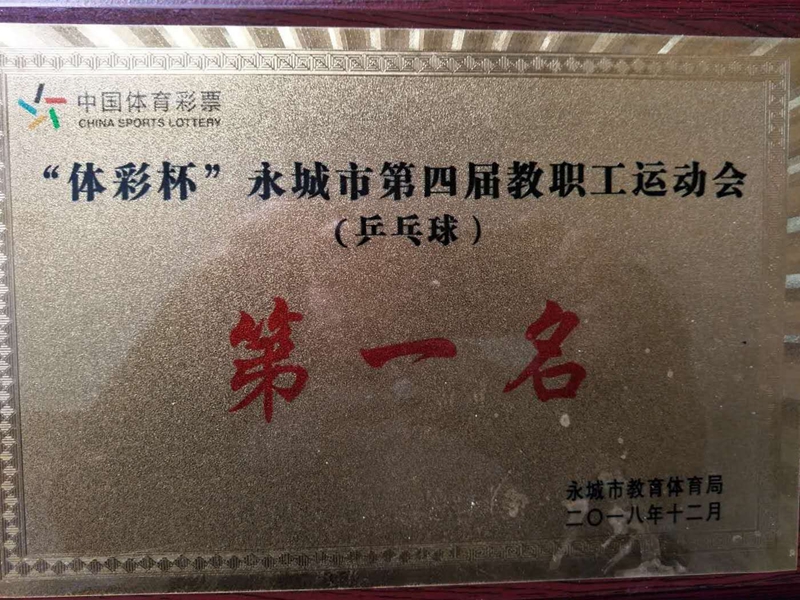 中国体育彩票
CHINA SPORTS LOTTERY
“体彩杯”永城市第四届教职工运动会
(乒乓球)
第一名
永城市教育体育局
二〇一八年十二月